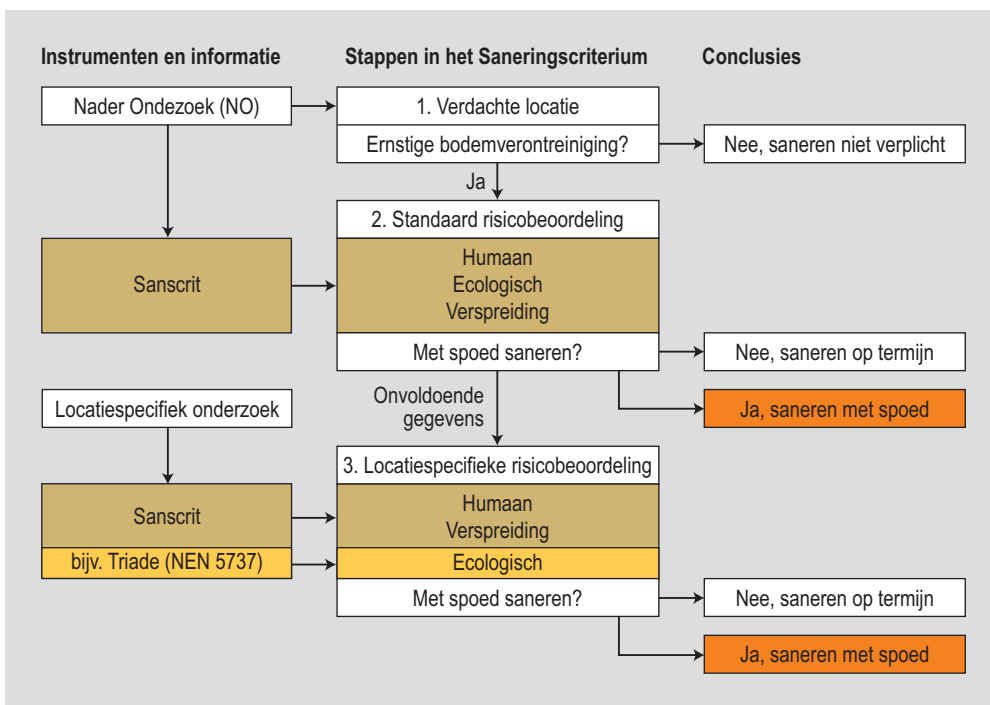 Instrumenten en informatie
Stappen in het Saneringscriterium
Conclusies
Nader Ondezoek (NO)
1. Verdachte locatie
Ernstige bodemverontreiniging?
Nee, saneren niet verplicht
Ja
2. Standaard risicobeoordeling
Sanscrit
Humaan
Ecologisch
Verspreiding
Met spoed saneren?
Nee, saneren op termijn
Ja, saneren met spoed
Onvoldoende
gegevens
Locatiespecifiek onderzoek
3. Locatiespecifieke risicobeoordeling
Sanscrit
Humaan
Verspreiding
bijv. Triade (NEN 5737)
Ecologisch
Met spoed saneren?
Nee, saneren op termijn
Ja, saneren met spoed